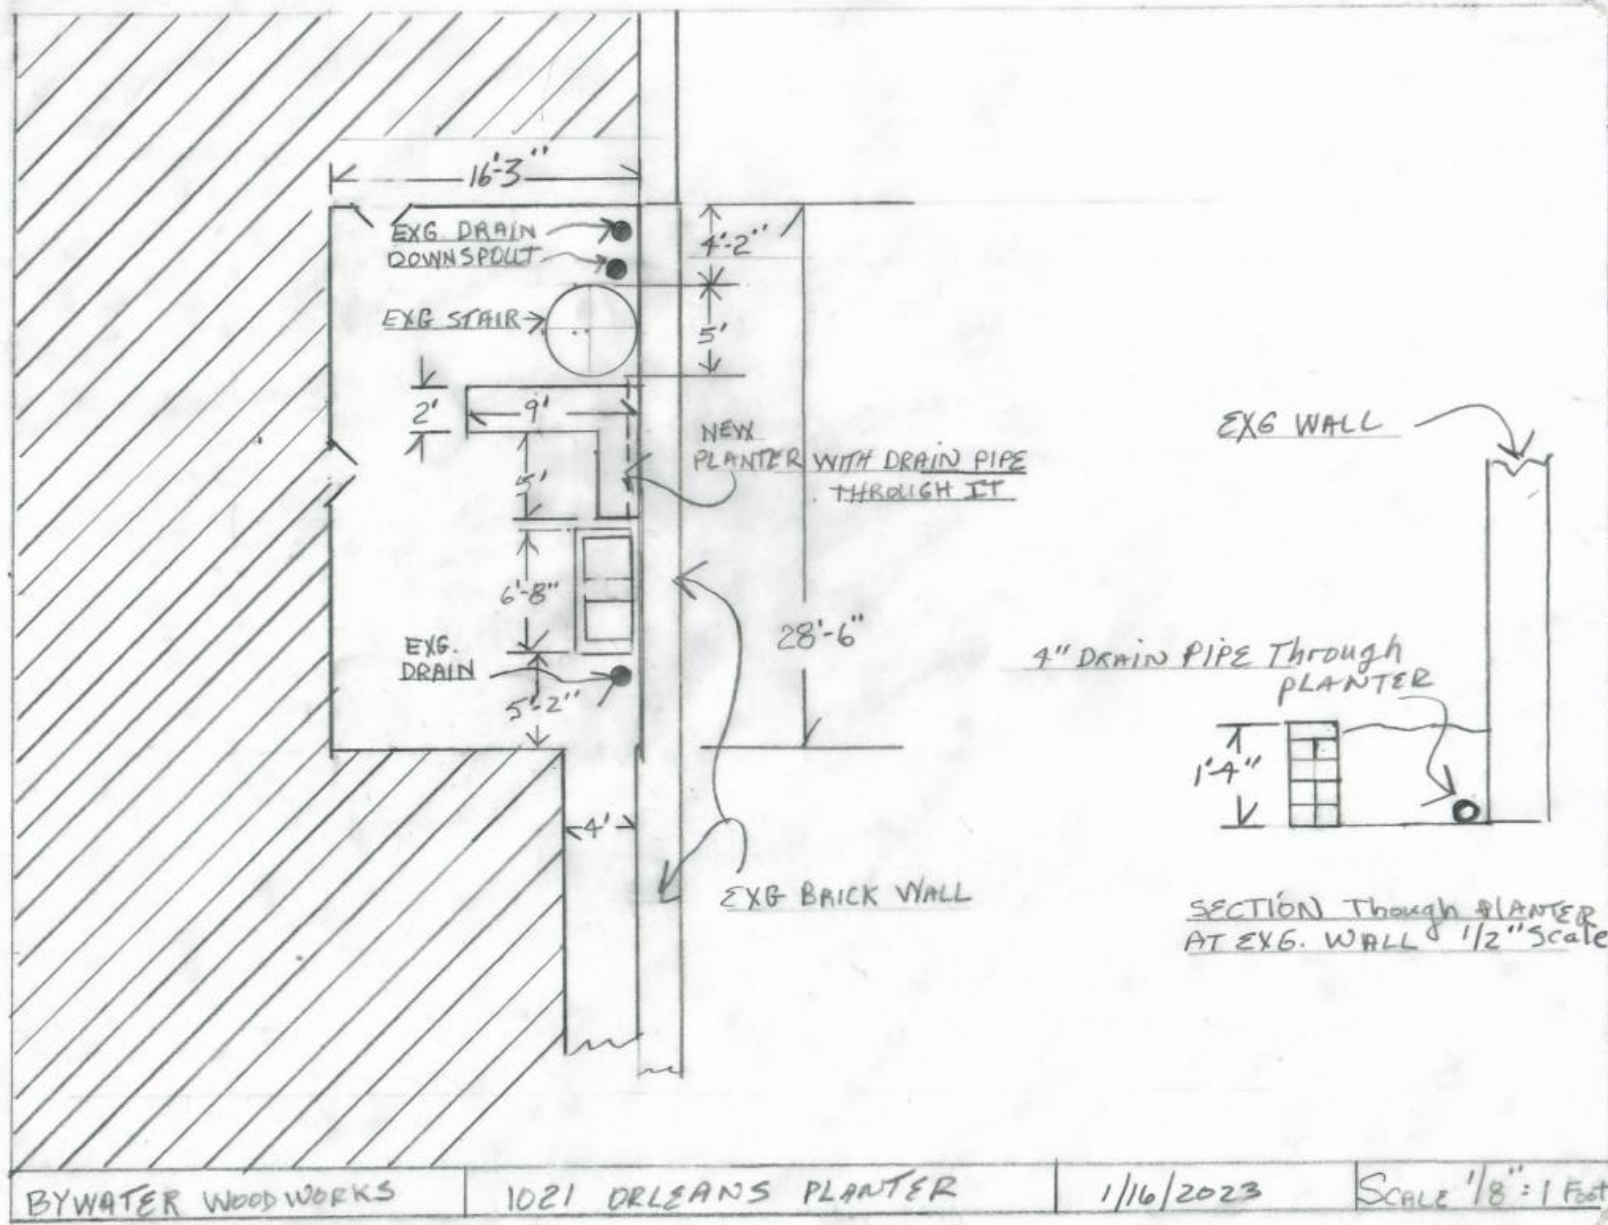 16'-3"
EXG. DRAIN
DOWNSPOUT
4'-2"
EXG STAIR
5'
2'
9'
NEW
PLANTER WITH DRAIN PIPE
THROUGH IT
5'
EXG WALL
6'-8"
28'-6"
EXG.
DRAIN
5'-2"
4" DRAIN PIPE Through
PLANTER
1'-4"
4'
EXG BRICK WALL
SECTION Though PLANTER
AT EXG. WALL 1/2" Scale
BYWATER WOODWORKS
1021 ORLEANS PLANTER
1/16/2023
SCALE 1/8" : 1 Foot